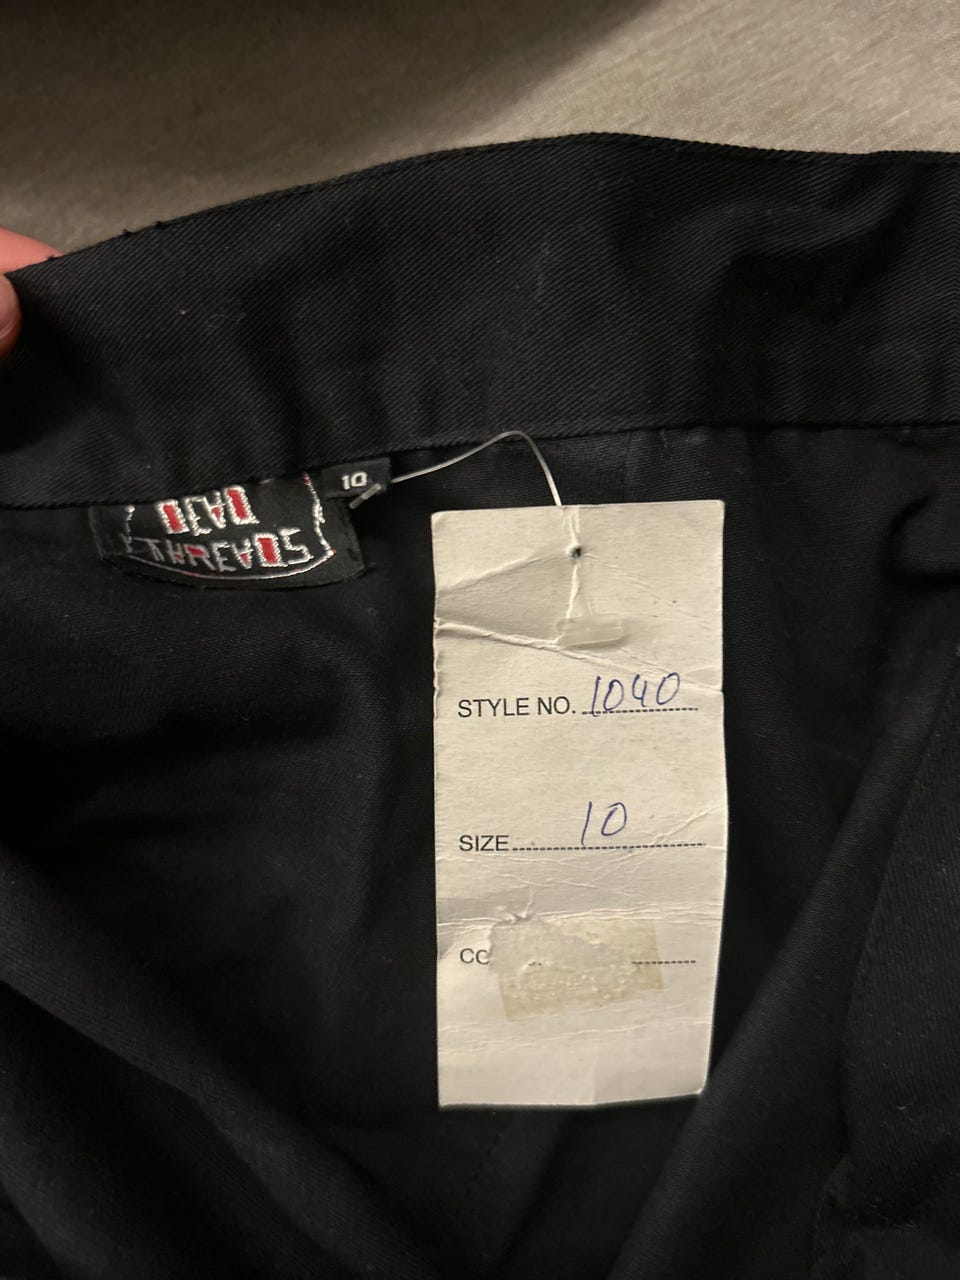 10
DEAD
THREADS
STYLE NO. 1040
SIZE 10